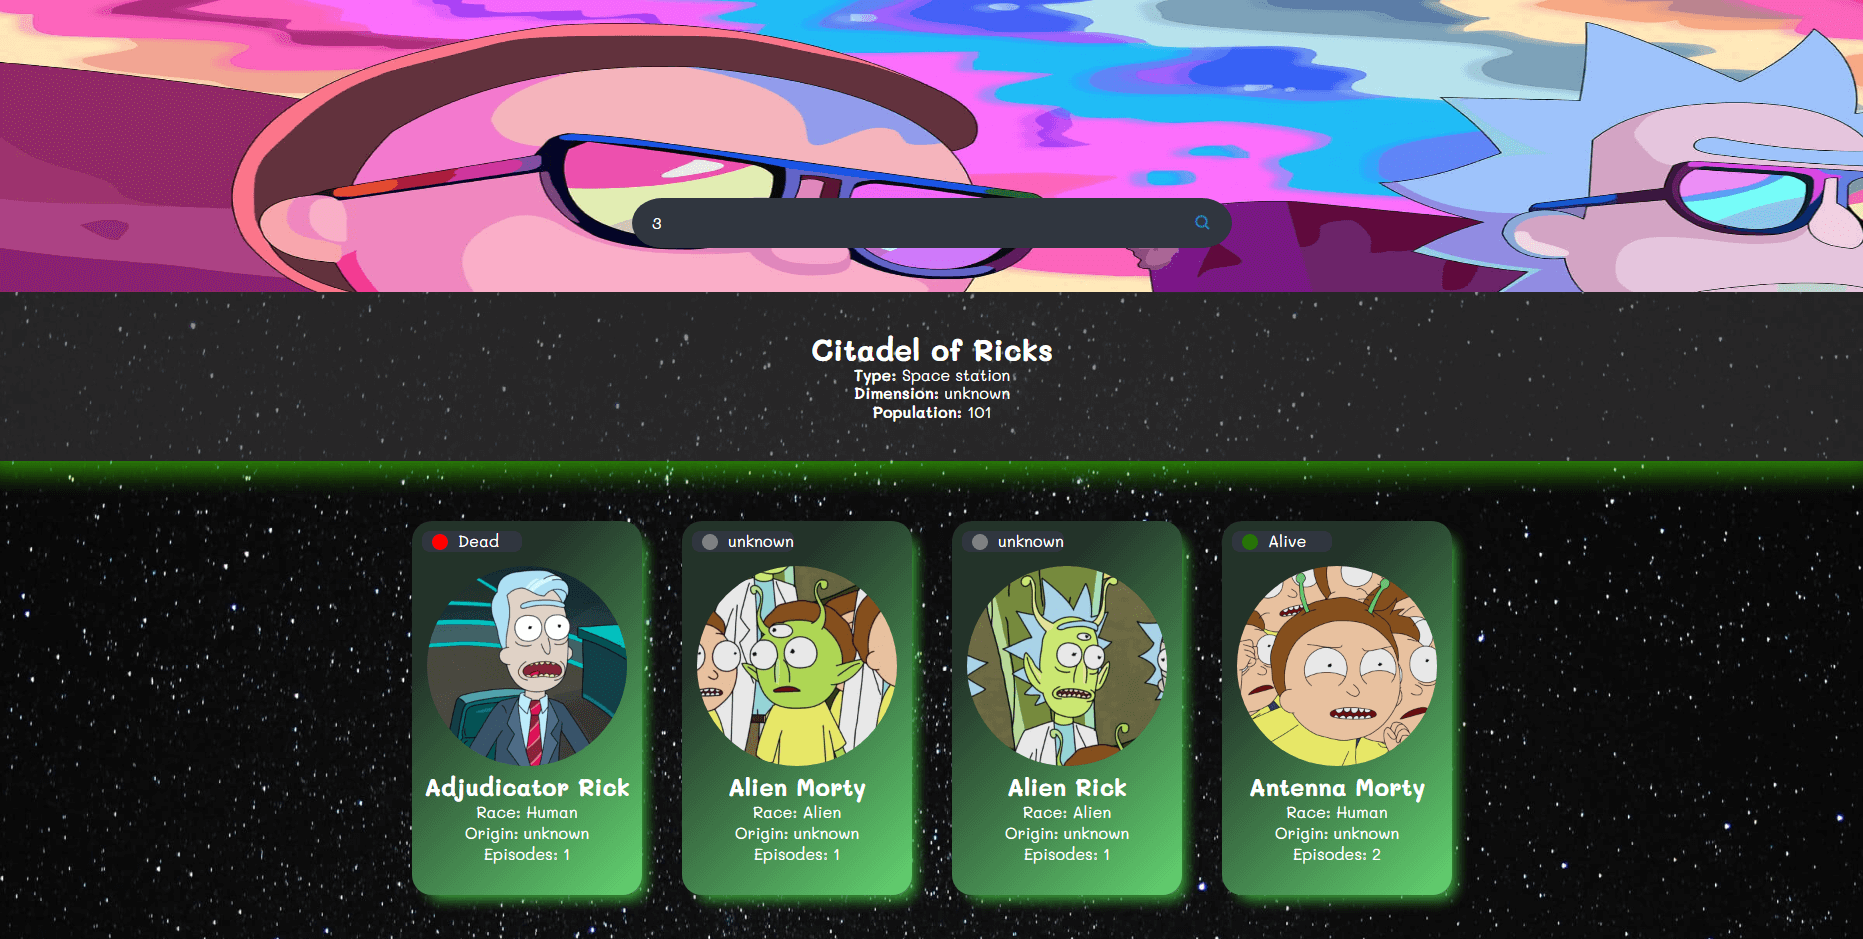 3
Citadel of Ricks
Type: Space station
Dimension: unknown
Population: 101
Dead
Adjudicator Rick
Race: Human
Origin: unknown
Episodes: 1
unknown
Alien Morty
Race: Alien
Origin: unknown
Episodes: 1
unknown
Alien Rick
Race: Alien
Origin: unknown
Episodes: 1
Alive
Antenna Morty
Race: Human
Origin: unknown
Episodes: 2